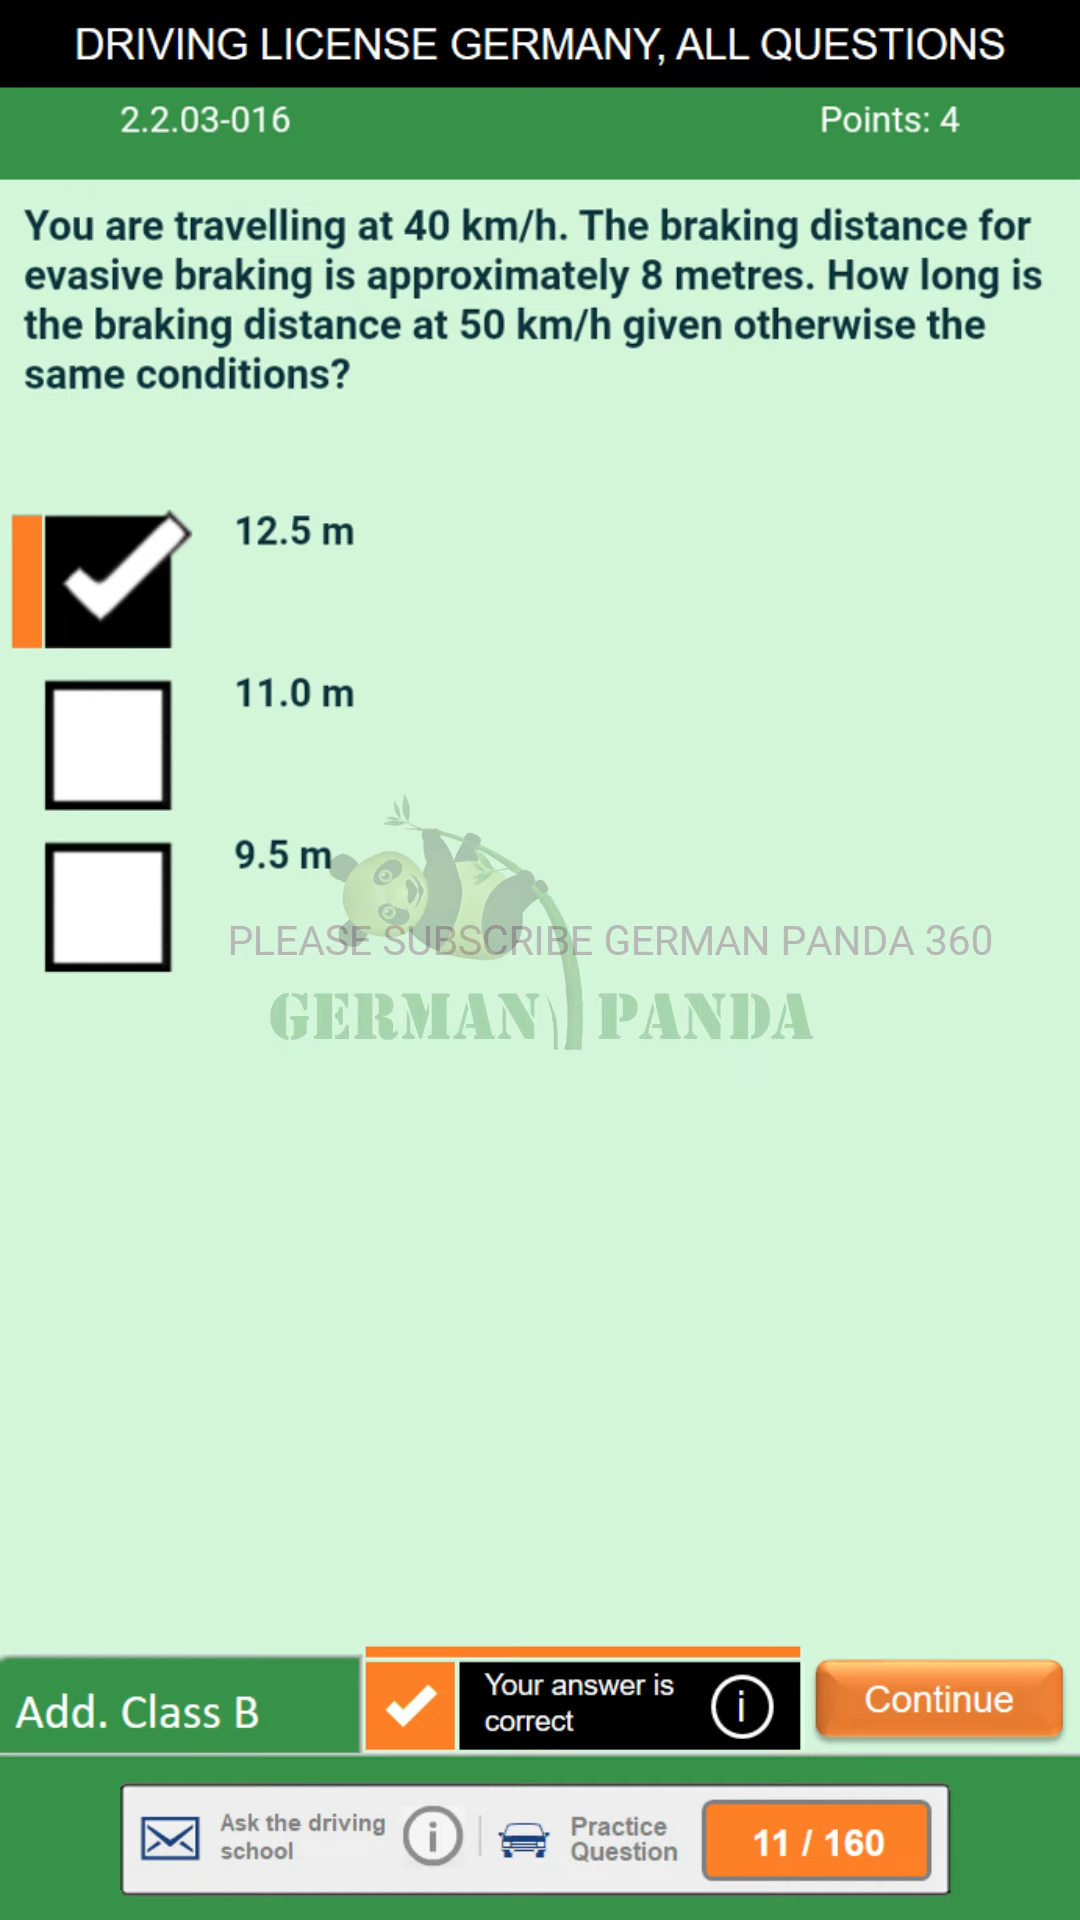 DRIVING LICENSE GERMANY, ALL QUESTIONS
2.2.03-016 Points: 4
You are travelling at 40 km/h. The braking distance for
evasive braking is approximately 8 metres. How long is
the braking distance at 50 km/h given otherwise the
same conditions?
12.5 m
11.0 m
9.5 m
PLEASE SUBSCRIBE GERMAN PANDA 360
GERMAN PANDA
Add. Class B
Your answer is
correct
i
Continue
Ask the driving
school
i
Practice
Question
11 / 160